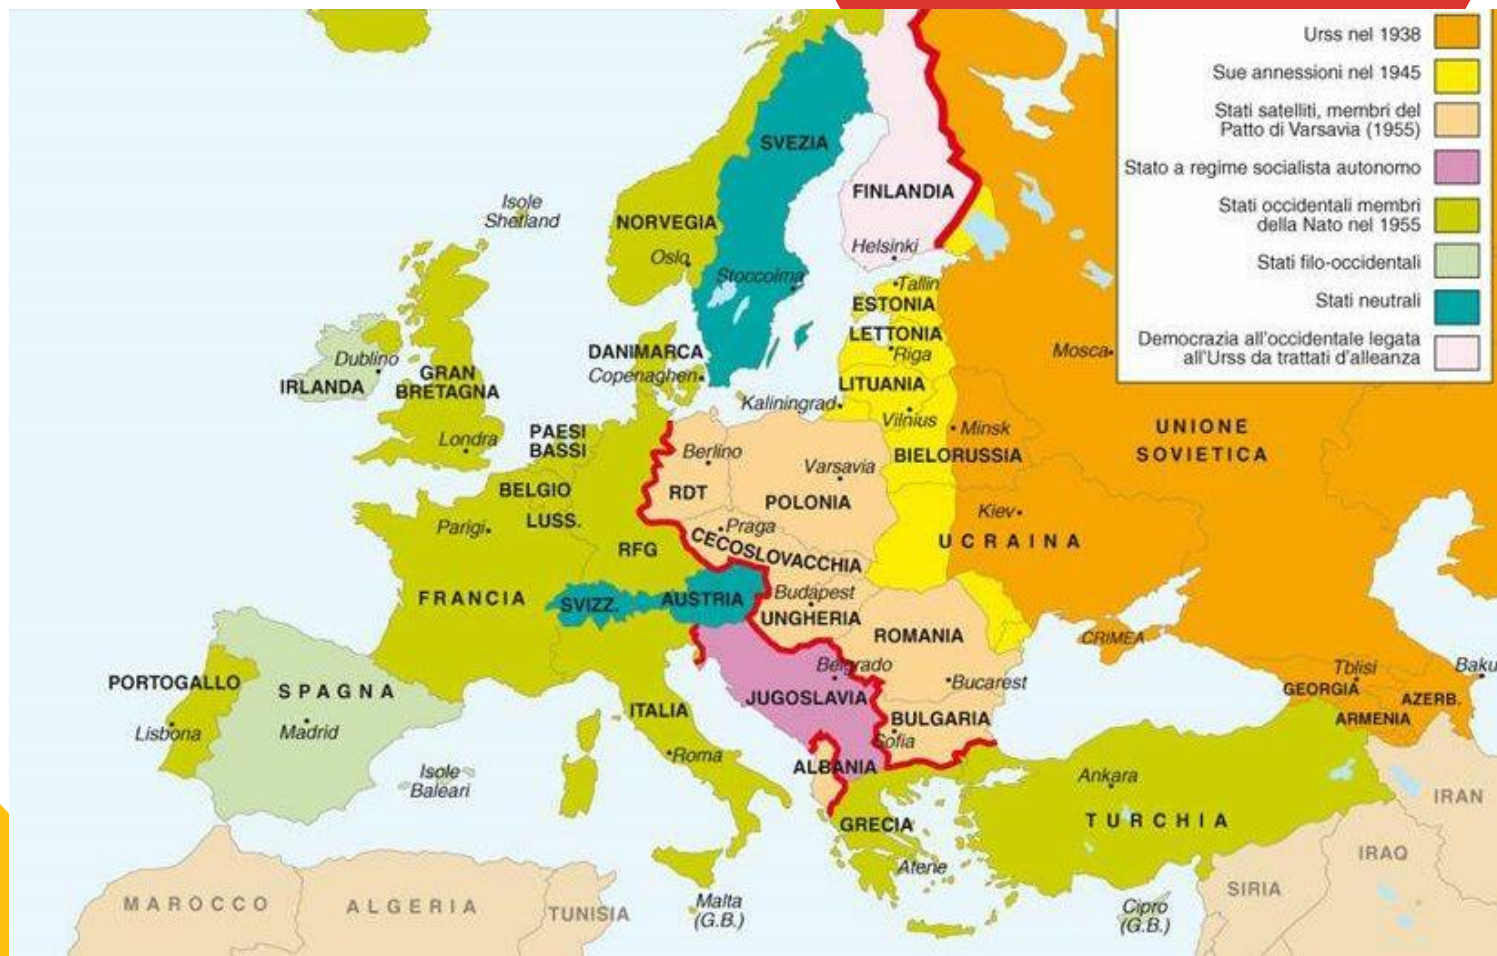 Urss nel 1938
Sue annessioni nel 1945
Stati satelliti, membri del
Patto di Varsavia (1955)
Stato a regime socialista autonomo
Stati occidentali membri
della Nato nel 1955
Stati filo-occidentali
Stati neutrali
Democrazia all'occidentale legata
all'Urss da trattati d'alleanza
SVEZIA
FINLANDIA
Isole
Shetland
NORVEGIA
Oslo
Helsinki
Stoccolma
Tallin
ESTONIA
LETTONIA
Riga
Mosca
DANIMARCA
Copenaghen
Dublino
IRLANDA
GRAN
BRETAGNA
LITUANIA
Kaliningrad
Vilnius
Minsk
UNIONE
SOVIETICA
Londra
PAESI
BASSI
Berlino
Varsavia
BIELORUSSIA
BELGIO
RDT
POLONIA
LUSS.
Parigi
Praga
CECOSLOVACCHIA
Kiev
UCRAINA
RFG
FRANCIA
SVIZZ.
AUSTRIA
Budapest
UNGHERIA
ROMANIA
CRIMEA
Belgrado
Bucarest
Tblisi
Baku
GEORGIA
AZERB.
ARMENIA
PORTOGALLO
SPAGNA
Lisbona
Madrid
ITALIA
JUGOSLAVIA
BULGARIA
Sofia
Roma
ALBANIA
Isole
Baleari
Ankara
TURCHIA
IRAN
GRECIA
Atene
IRAQ
SIRIA
MAROCCO
ALGERIA
TUNISIA
Malta
(G.B.)
Cipro
(G.B.)